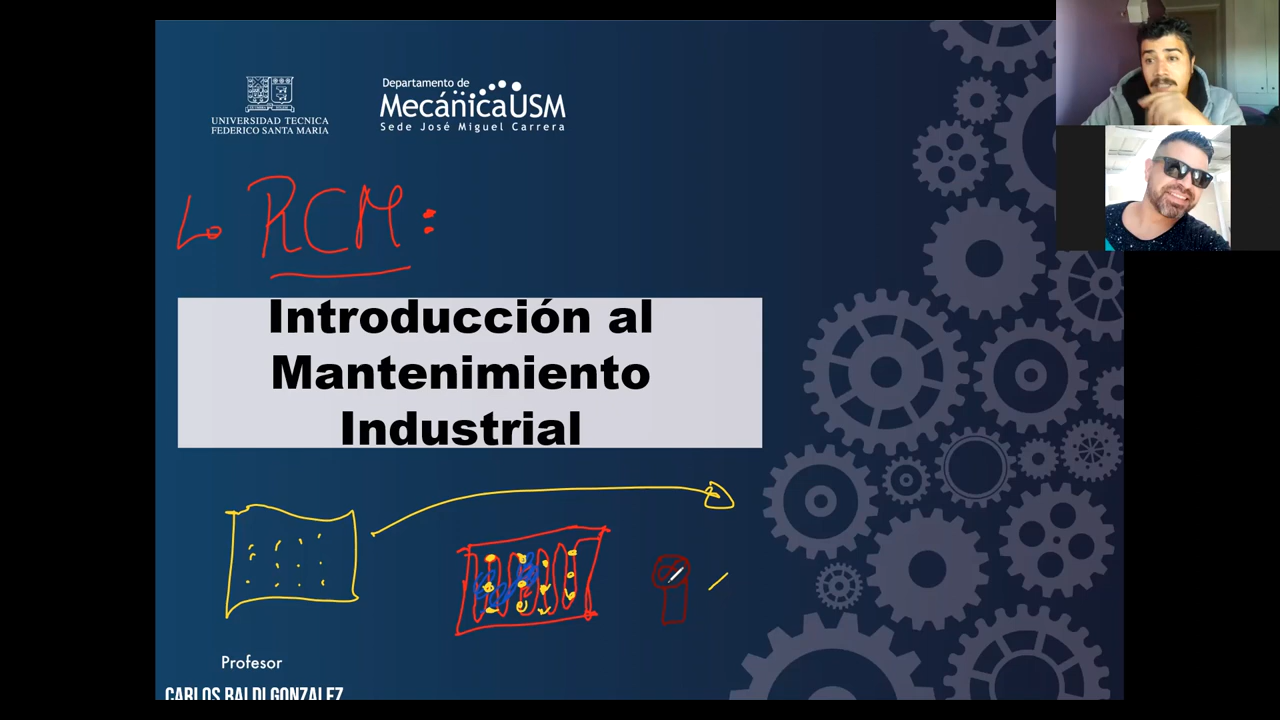 UNIVERSIDAD TECNICA
FEDERICO SANTA MARIA
Departamento de
MecánicaUSM
Sede José Miguel Carrera
RCM:
Introducción al
Mantenimiento
Industrial
Profesor
CARLOS BALDI GONZALEZ